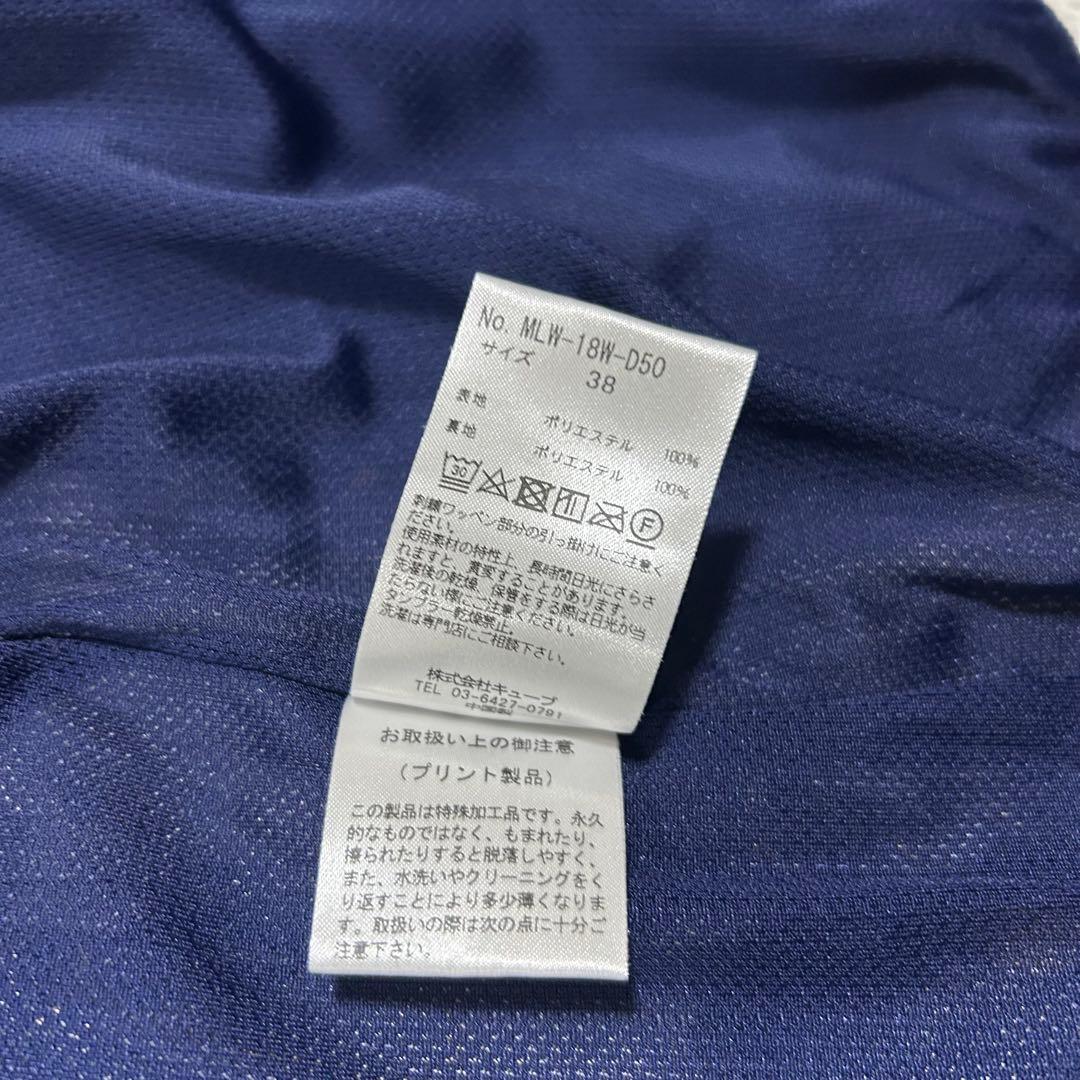 No. MLW-18W-D50
サイズ 38
表地 ポリエステル 100%
裏地 ポリエステル 100%
30 F
刺繍ワッペン部分の引っ掛けにご注意く
ださい。
使用素材の特性上、長時間日光にさらさ
れますと、黄変することがあります。
洗濯後の乾燥、保管をする際は日光が当
たらない様にご注意ください。
タンブラー乾燥禁止。
洗濯は専門店にご相談下さい。
株式会社キューブ
TEL 03-6427-0791
中国製
お取扱い上の御注意
（プリント製品）
この製品は特殊加工品です。永久
的なものではなく、もまれたり、
擦られたりすると脱落しやすく、
また、水洗いやクリーニングをく
り返すことにより多少薄くなりま
す。取扱いの際は次の点に十分ご
注意下さい。